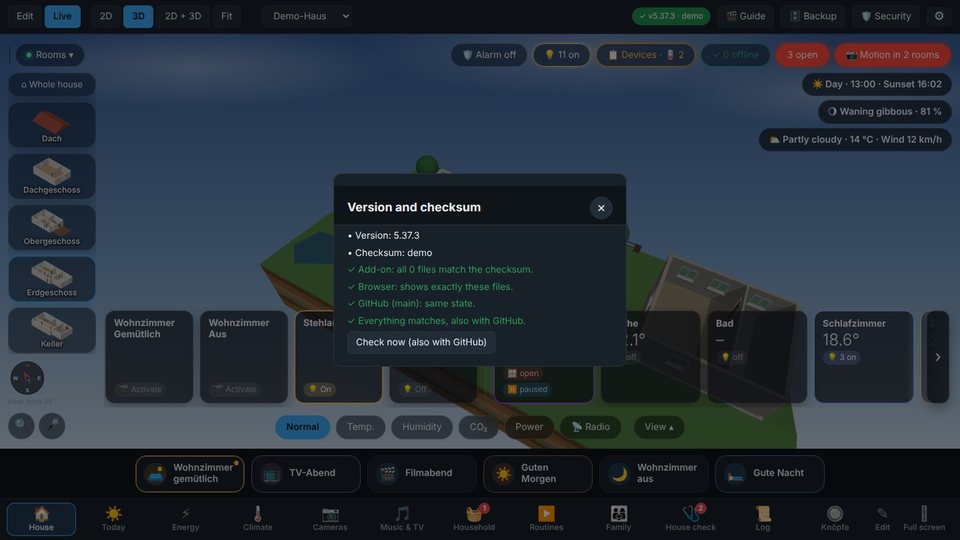 Edit Live 2D 3D 2D + 3D Fit Demo-Haus ✓ v5.37.3 · demo Guide Backup Security
Rooms ▾ Alarm off 11 on Devices · 2 ✓ 0 offline 3 open Motion in 2 rooms
⌂ Whole house
Day · 13:00 · Sunset 16:02
Waning gibbous · 81 %
Partly cloudy · 14 °C · Wind 12 km/h
Dach
Dachgeschoss
Obergeschoss
Erdgeschoss
Keller
Version and checksum ✕
• Version: 5.37.3
• Checksum: demo
✓ Add-on: all 0 files match the checksum.
✓ Browser: shows exactly these files.
✓ GitHub (main): same state.
✓ Everything matches, also with GitHub.
Check now (also with GitHub)
Wohnzimmer
Gemütlich
Activate
Wohnzimmer
Aus
Activate
Stehla
On
Off
open
paused
he
2.1°
off
Bad
–
off
Schlafzimmer
18.6°
3 on
N
W E
S
View from SE
Normal Temp. Humidity CO₂ Power Radio View ▴
Wohnzimmer
gemütlich
TV-Abend
Filmabend
Guten
Morgen
Wohnzimmer
aus
Gute Nacht
House Today Energy Climate Cameras Music & TV Household 1 Routines Family House check 2 Log Knöpfe Edit Full screen